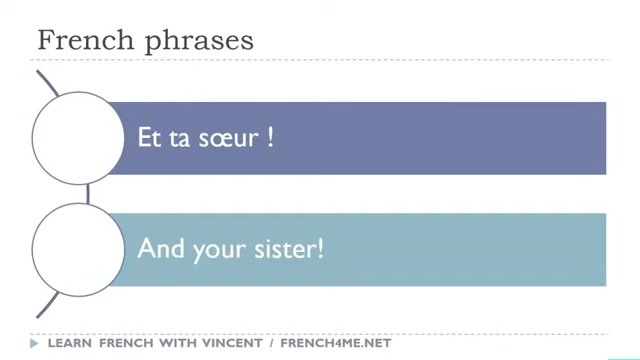 French phrases
Et ta sœur !
And your sister!
LEARN FRENCH WITH VINCENT / FRENCH4ME.NET